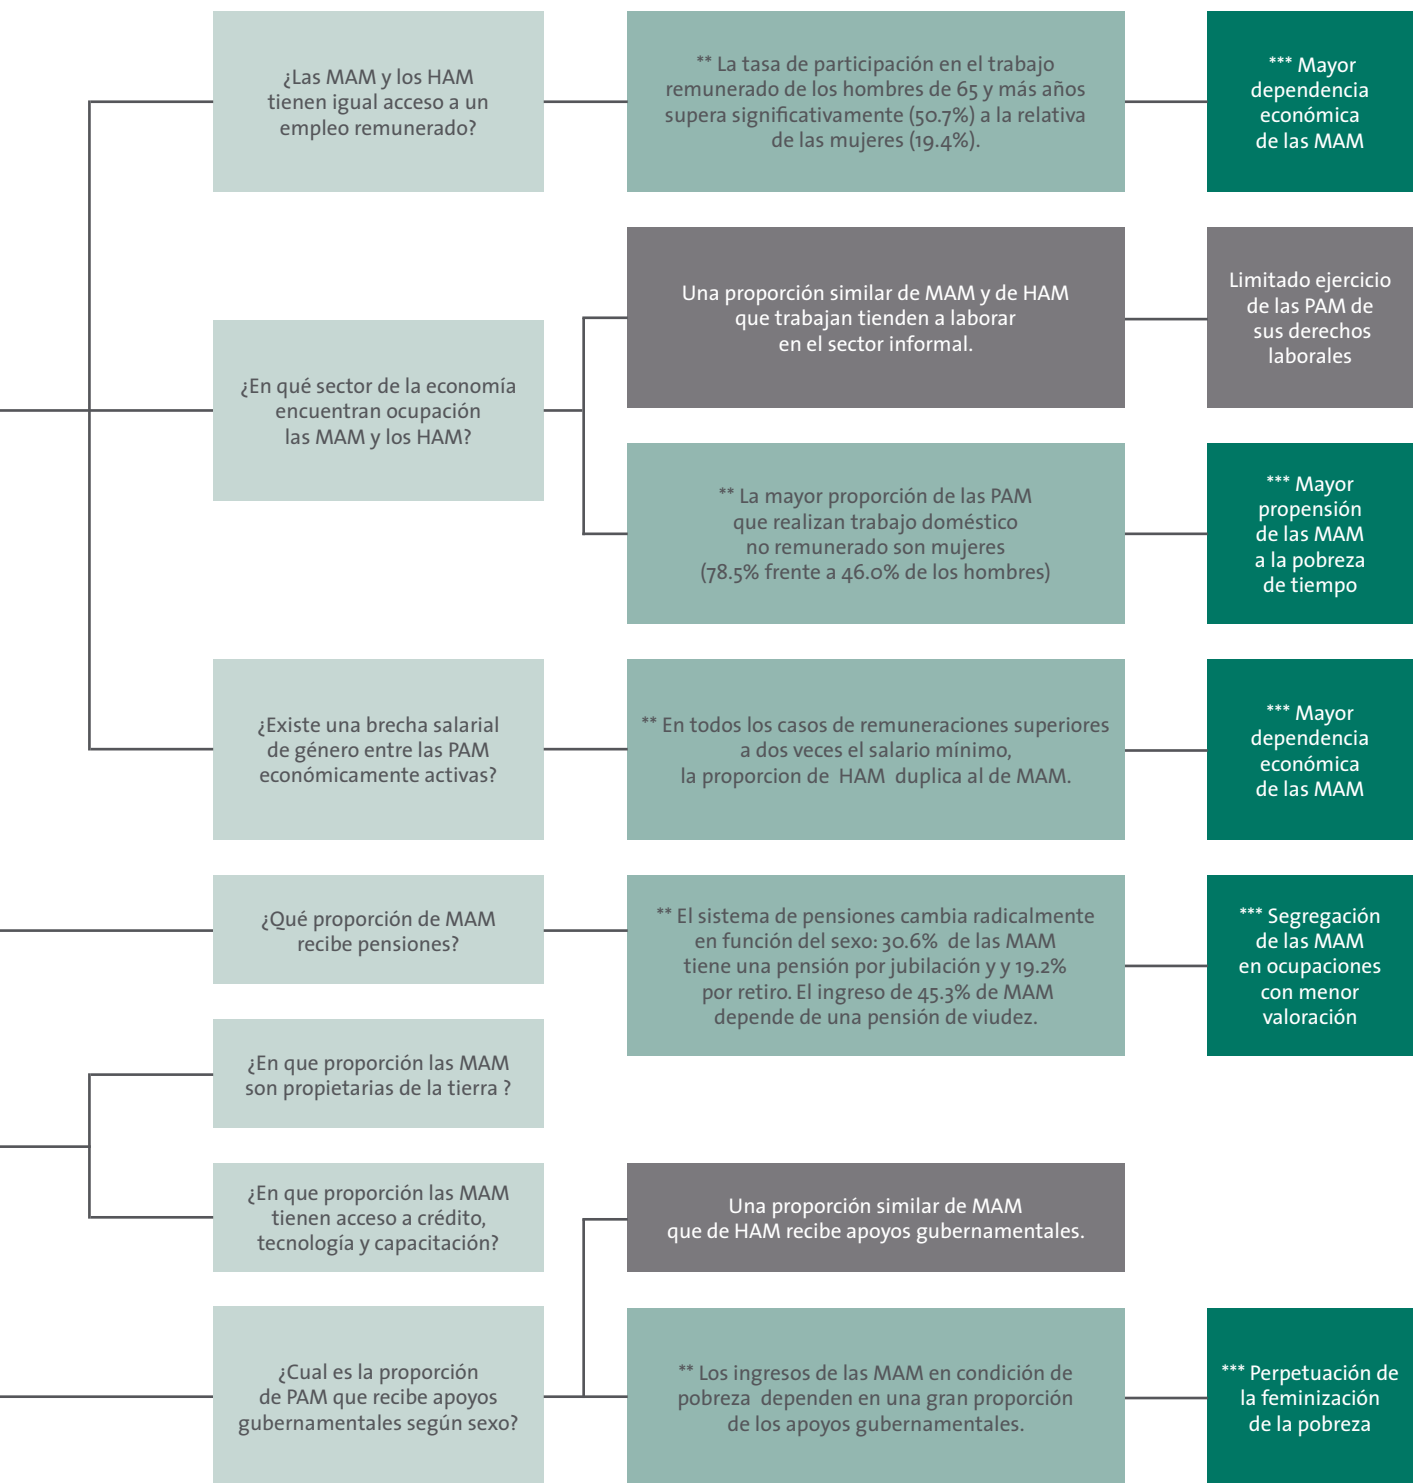 ¿Las MAM y los HAM
tienen igual acceso a un
empleo remunerado?
** La tasa de participación en el trabajo
remunerado de los hombres de 65 y más años
supera significativamente (50.7%) a la relativa
de las mujeres (19.4%).
*** Mayor
dependencia
económica
de las MAM
¿En qué sector de la economía
encuentran ocupación
las MAM y los HAM?
Una proporción similar de MAM y de HAM
que trabajan tienden a laborar
en el sector informal.
Limitado ejercicio
de las PAM de
sus derechos
laborales
** La mayor proporción de las PAM
que realizan trabajo doméstico
no remunerado son mujeres
(78.5% frente a 46.0% de los hombres)
*** Mayor
propensión
de las MAM
a la pobreza
de tiempo
¿Existe una brecha salarial
de género entre las PAM
económicamente activas?
** En todos los casos de remuneraciones superiores
a dos veces el salario mínimo,
la proporcion de HAM duplica al de MAM.
*** Mayor
dependencia
económica
de las MAM
¿Qué proporción de MAM
recibe pensiones?
** El sistema de pensiones cambia radicalmente
en función del sexo: 30.6% de las MAM
tiene una pensión por jubilación y y 19.2%
por retiro. El ingreso de 45.3% de MAM
depende de una pensión de viudez.
*** Segregación
de las MAM
en ocupaciones
con menor
valoración
¿En que proporción las MAM
son propietarias de la tierra ?
¿En que proporción las MAM
tienen acceso a crédito,
tecnología y capacitación?
Una proporción similar de MAM
que de HAM recibe apoyos gubernamentales.
¿Cual es la proporción
de PAM que recibe apoyos
gubernamentales según sexo?
** Los ingresos de las MAM en condición de
pobreza dependen en una gran proporción
de los apoyos gubernamentales.
*** Perpetuación de
la feminización
de la pobreza